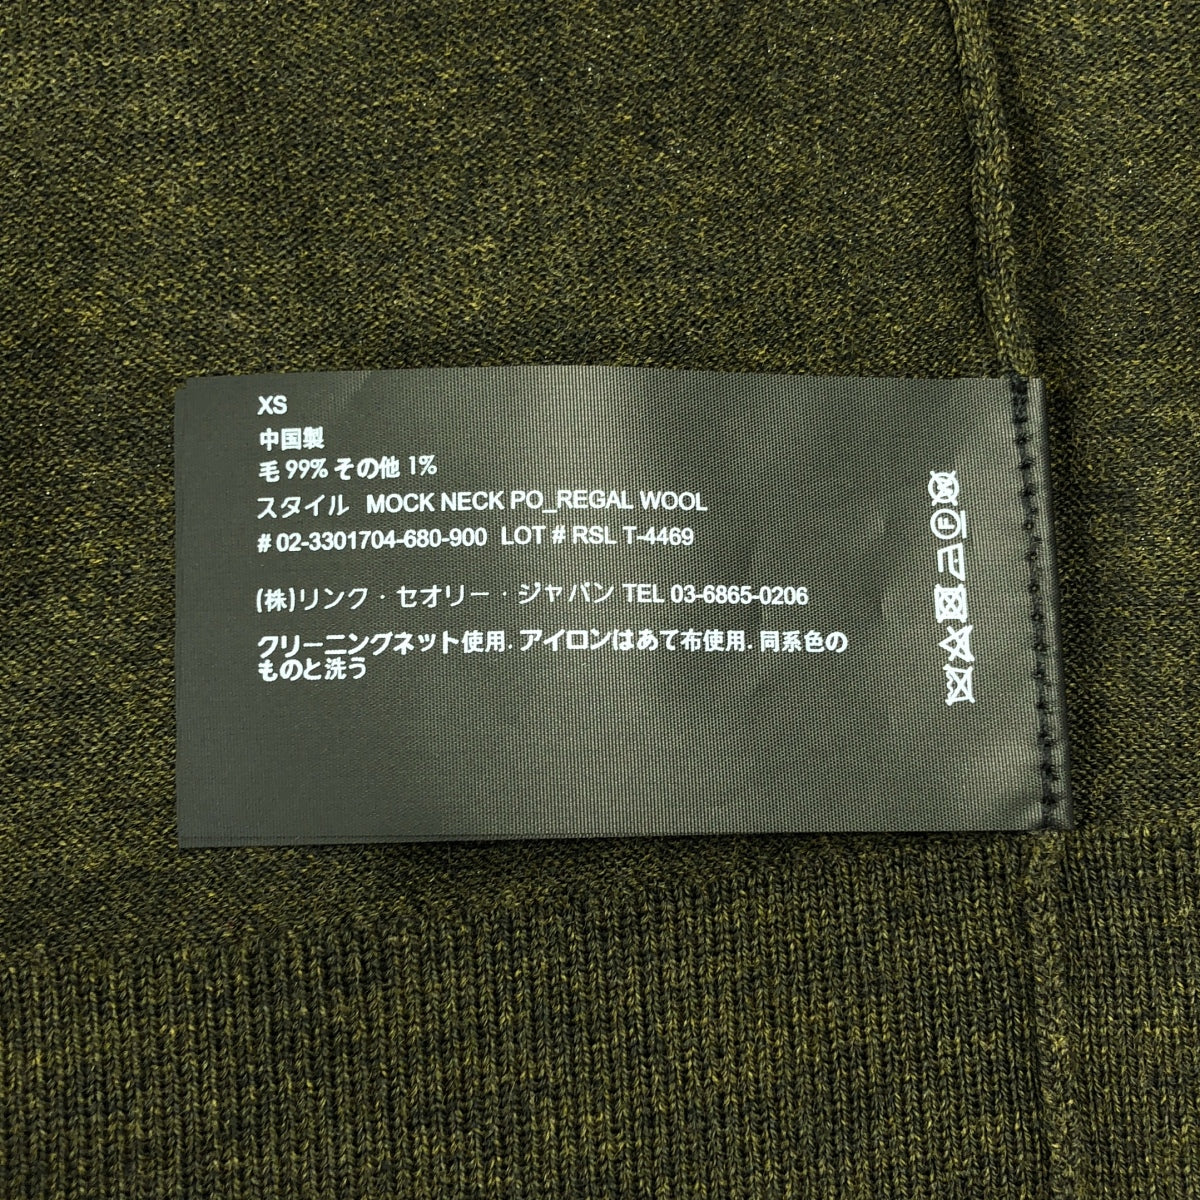 XS
中国製
毛 99% その他 1%
スタイル MOCK NECK PO_REGAL WOOL
# 02-3301704-680-900 LOT # RSL T-4469
(株)リンク・セオリー・ジャパン TEL 03-6865-0206
クリーニングネット使用. アイロンはあて布使用. 同系色の
ものと洗う
F